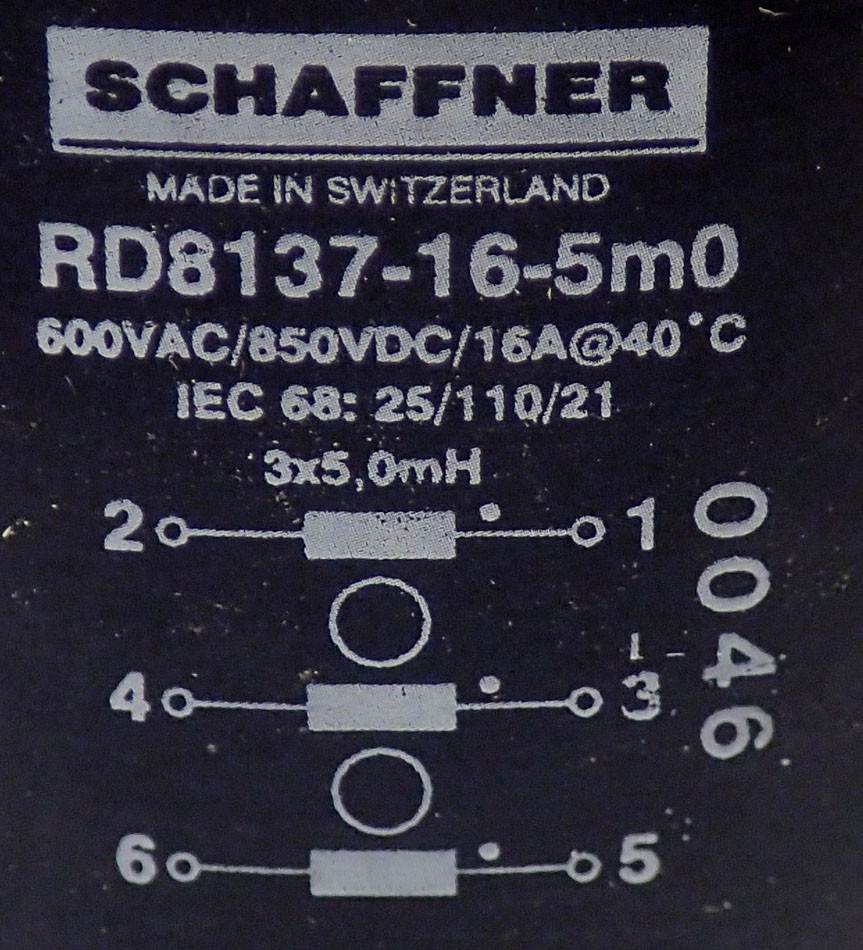 SCHAFFNER
MADE IN SWITZERLAND
RD8137-16-5m0
600VAC/850VDC/16A@40°C
IEC 68: 25/110/21
3x5,0mH
2 1
4 3
6 5
0046